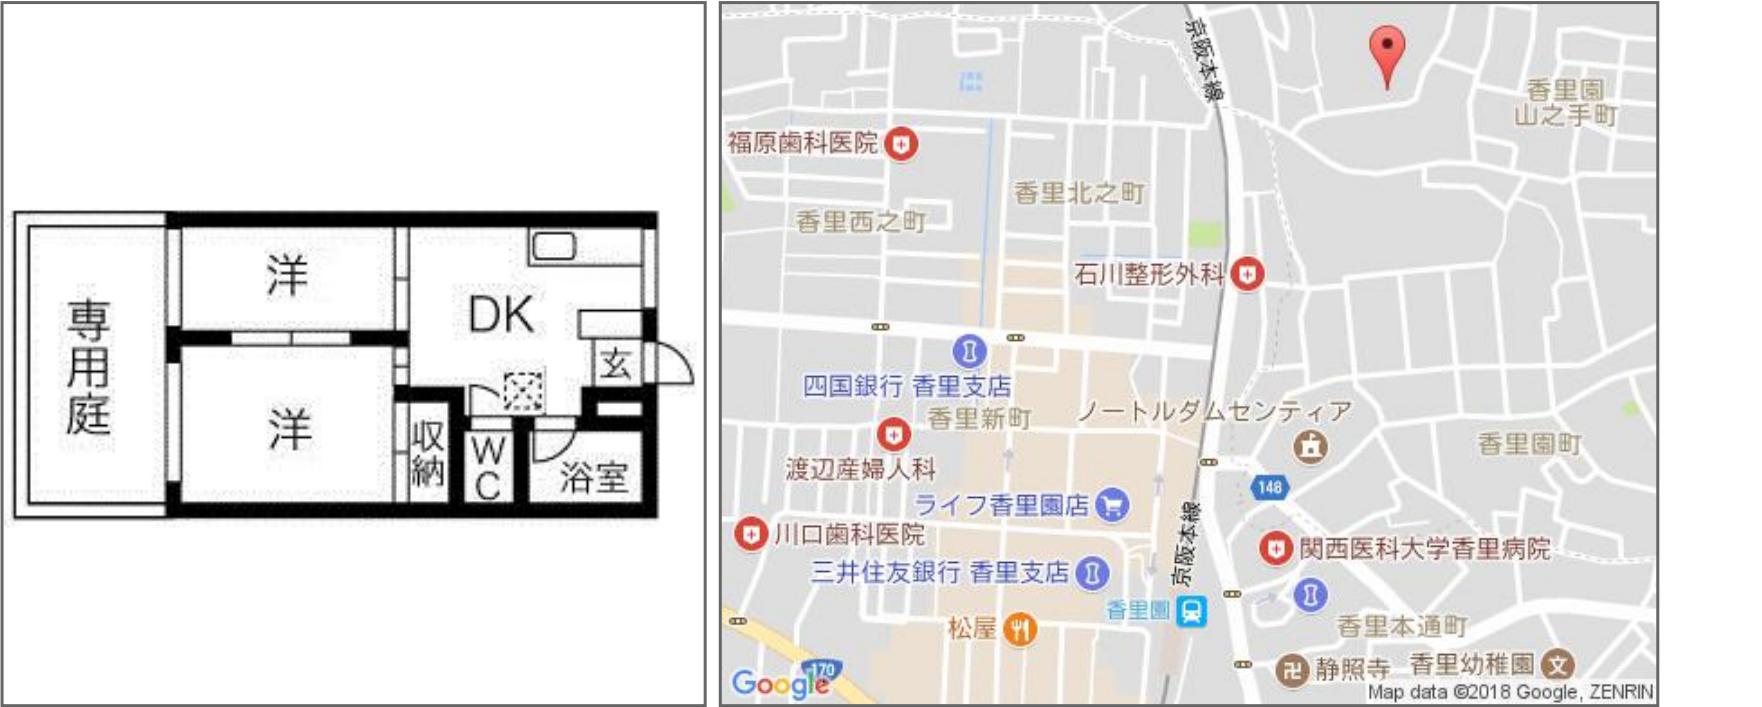 専用庭
洋
洋
DK
玄
収納
WC
浴室
京阪本線
香里園
山之手町
福原歯科医院
香里北之町
香里西之町
石川整形外科
四国銀行 香里支店
香里新町
ノートルダムセンティア
香里園町
渡辺産婦人科
148
ライフ香里園店
川口歯科医院
京阪本線
関西医科大学香里病院
三井住友銀行 香里支店
香里園
松屋
香里本通町
170
静照寺
香里幼稚園
文
Google
Map data ©2018 Google, ZENRIN